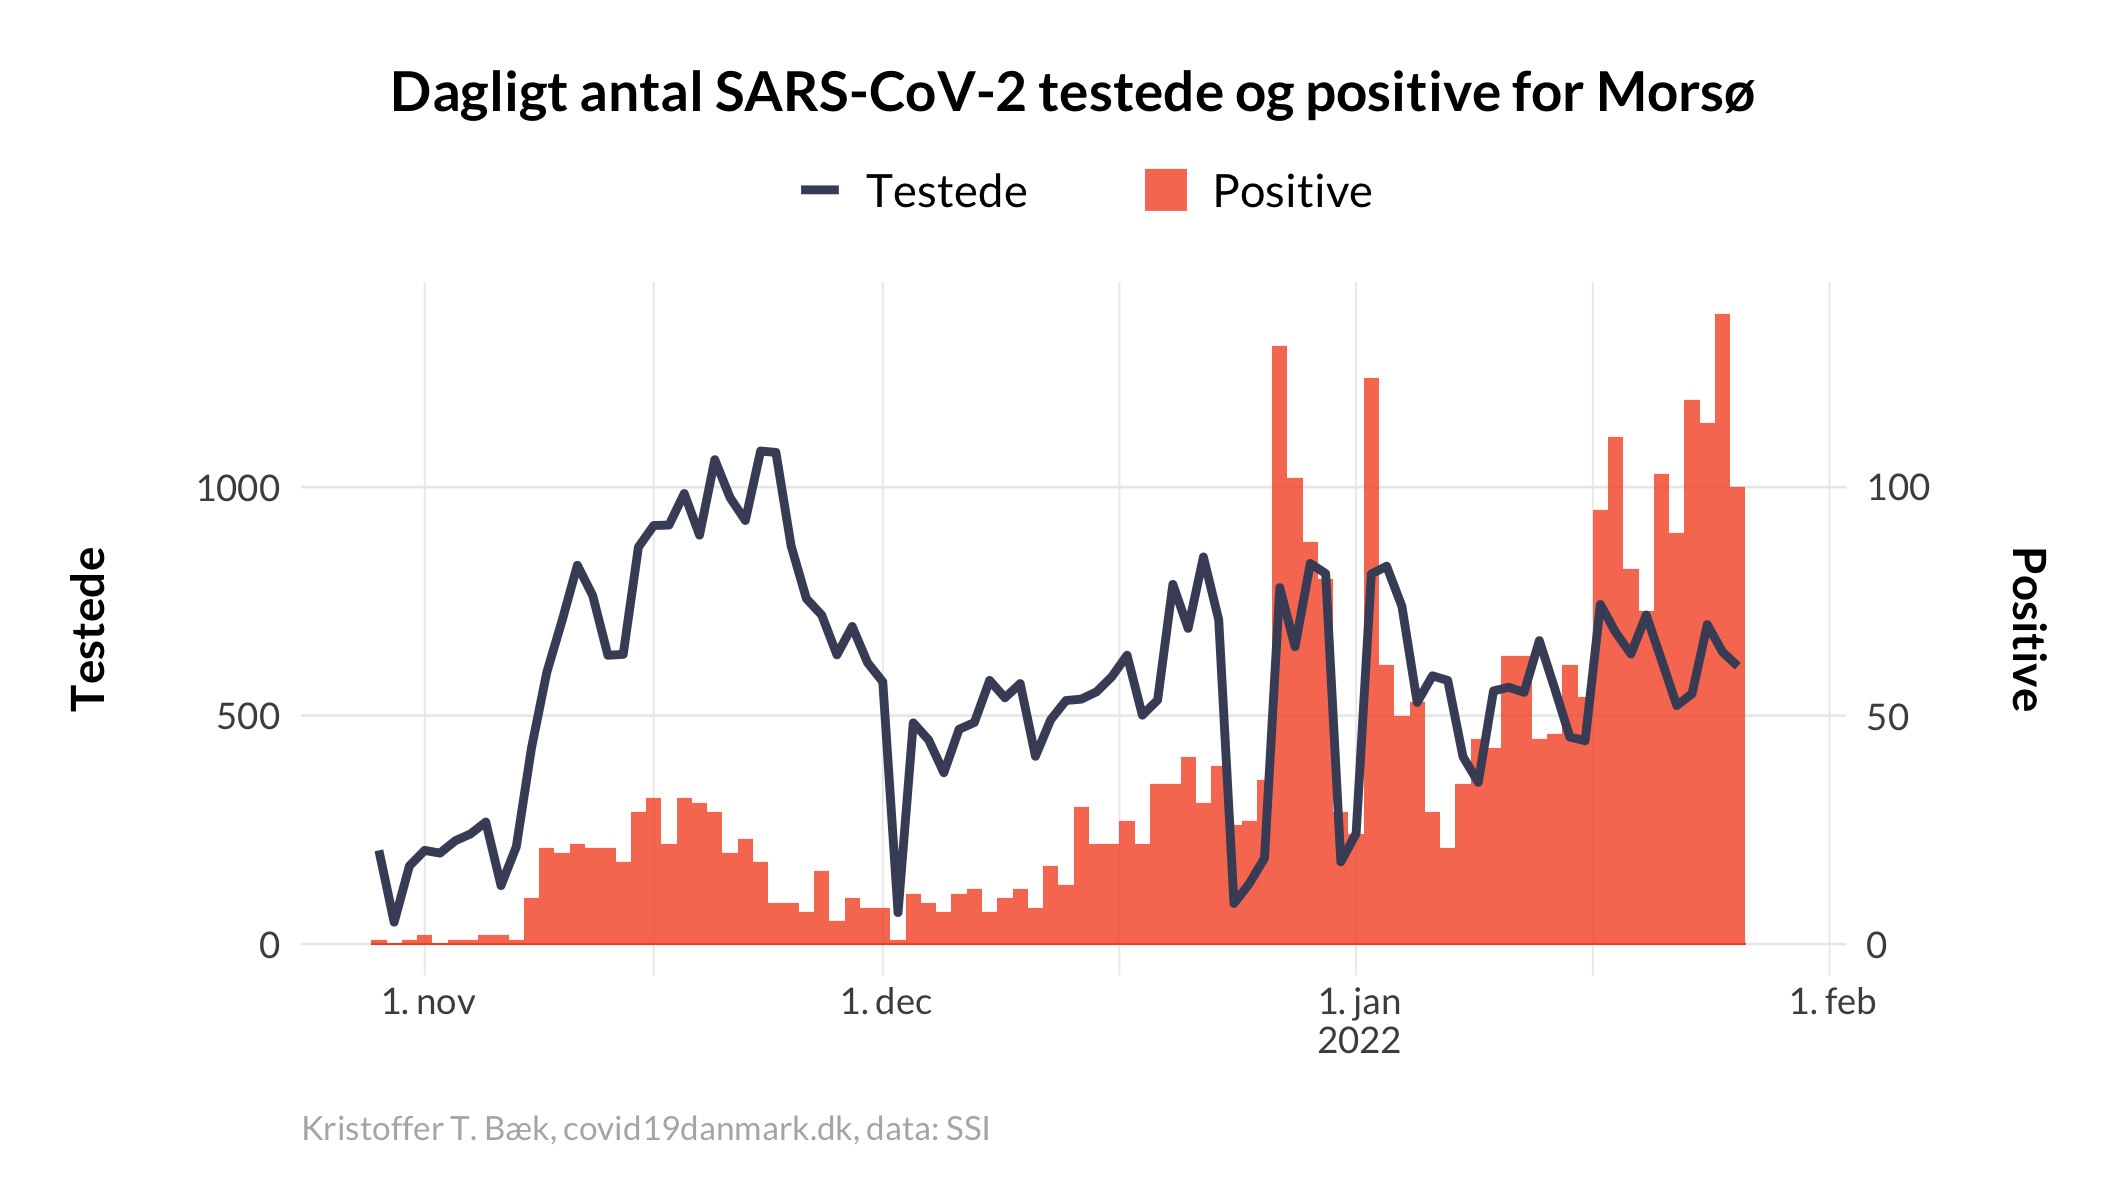 Dagligt antal SARS-CoV-2 testede og positive for Morsø
Testede
Positive
1000
500
0
100
50
0
Testede
Positive
1. nov
1. dec
1. jan
2022
1. feb
Kristoffer T. Bæk, covid19danmark.dk, data: SSI